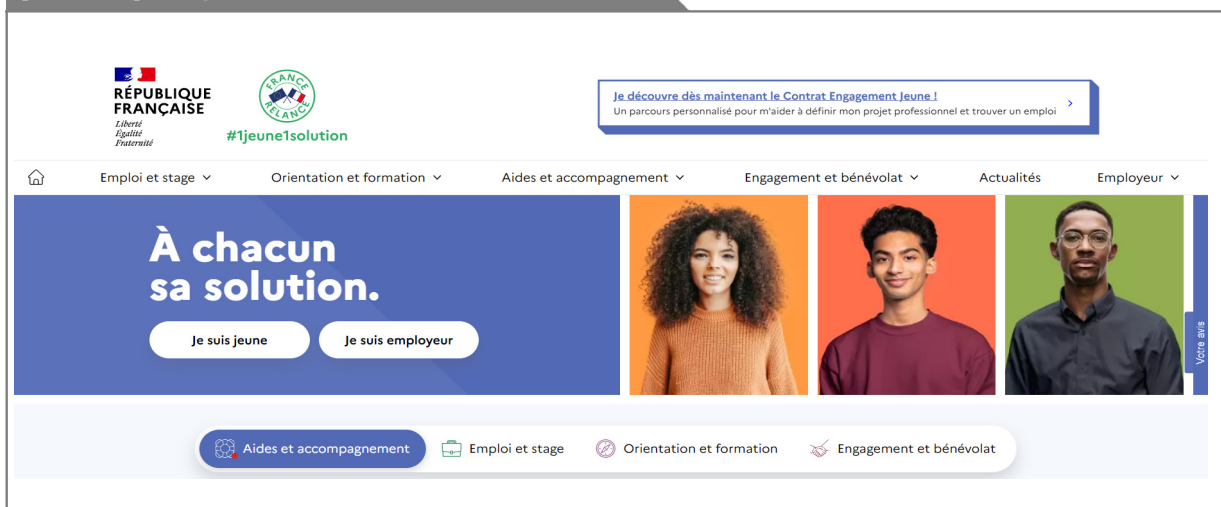 RÉPUBLIQUE
FRANÇAISE
Liberté
Égalité
Fraternité
FRANCE
RELANCE
#1jeune1solution
Je découvre dès maintenant le Contrat Engagement Jeune !
Un parcours personnalisé pour m'aider à définir mon projet professionnel et trouver un emploi
Emploi et stage
Orientation et formation
Aides et accompagnement
Engagement et bénévolat
Actualités
Employeur
À chacun
sa solution.
Je suis jeune
Je suis employeur
Votre avis
Aides et accompagnement
Emploi et stage
Orientation et formation
Engagement et bénévolat